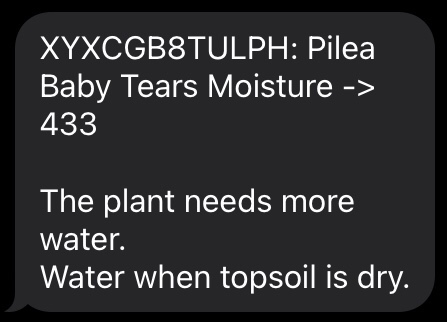 XYXCGB8TULPH: Pilea
Baby Tears Moisture ->
433
The plant needs more
water.
Water when topsoil is dry.